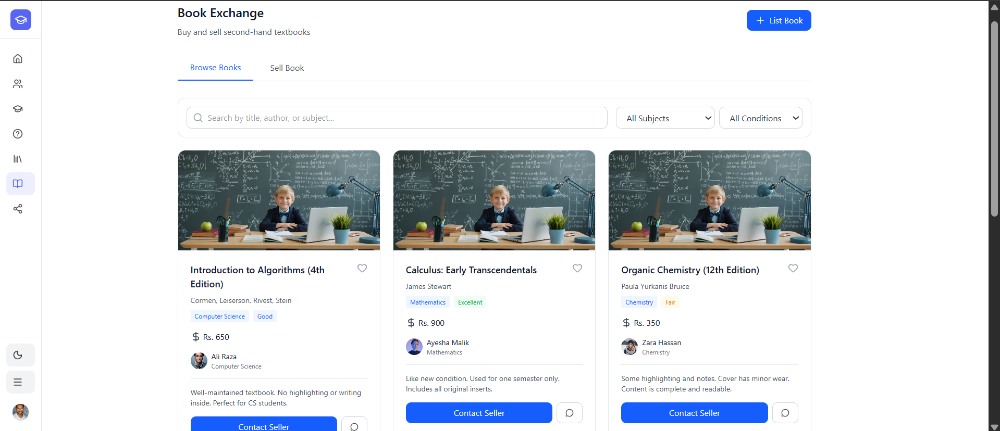 Book Exchange
Buy and sell second-hand textbooks
List Book
Browse Books
Sell Book
Search by title, author, or subject...
All Subjects
All Conditions
Introduction to Algorithms (4th
Edition)
Cormen, Leiserson, Rivest, Stein
Computer Science
Good
$ Rs. 650
Ali Raza
Computer Science
Well-maintained textbook. No highlighting or writing
inside. Perfect for CS students.
Contact Seller
Calculus: Early Transcendentals
James Stewart
Mathematics
Excellent
$ Rs. 900
Ayesha Malik
Mathematics
Like new condition. Used for one semester only.
Includes all original inserts.
Contact Seller
Organic Chemistry (12th Edition)
Paula Yurkanis Bruice
Chemistry
Fair
$ Rs. 350
Zara Hassan
Chemistry
Some highlighting and notes. Cover has minor wear.
Content is complete and readable.
Contact Seller